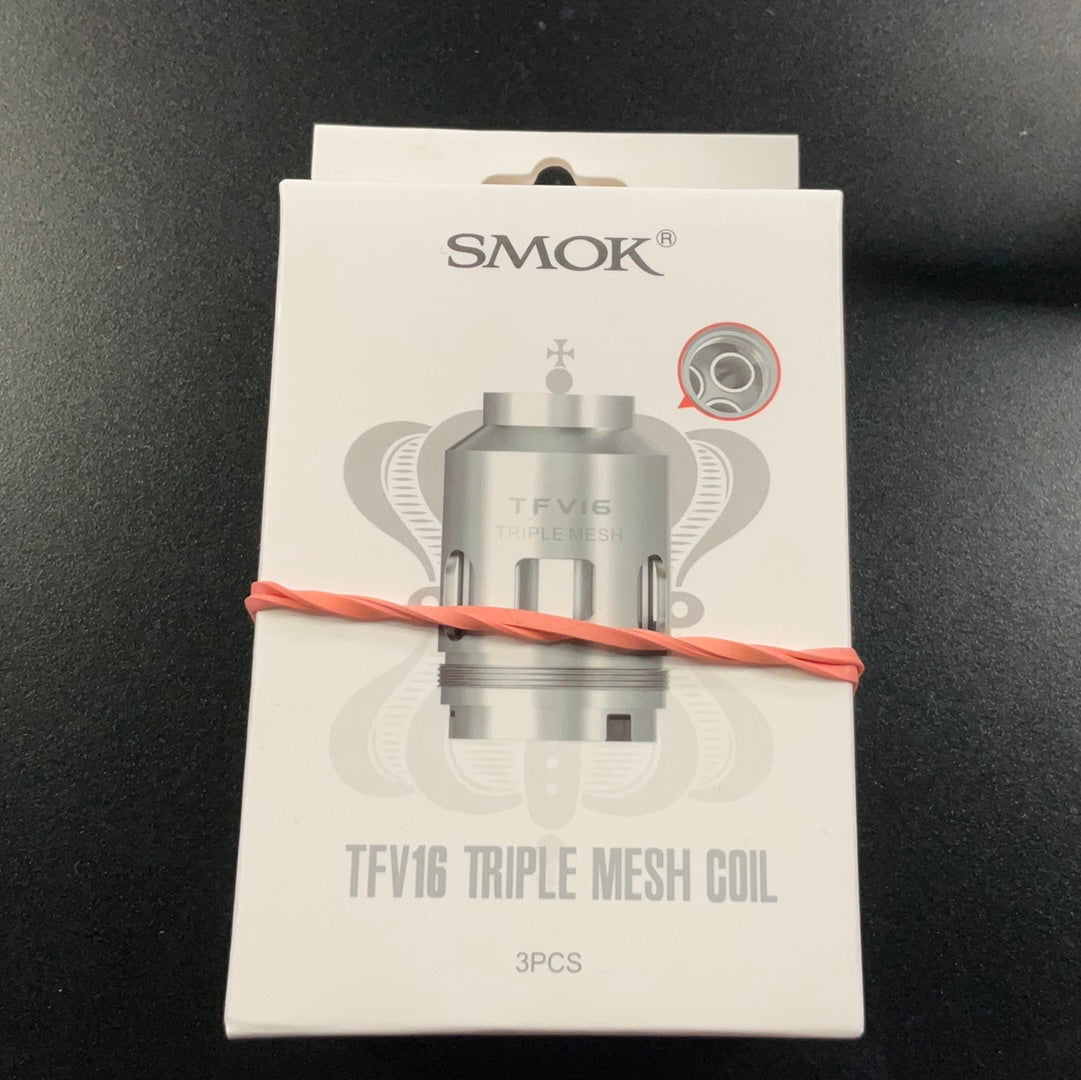 SMOK®
TFV16
TRIPLE MESH
TFV16 TRIPLE MESH COIL
3PCS